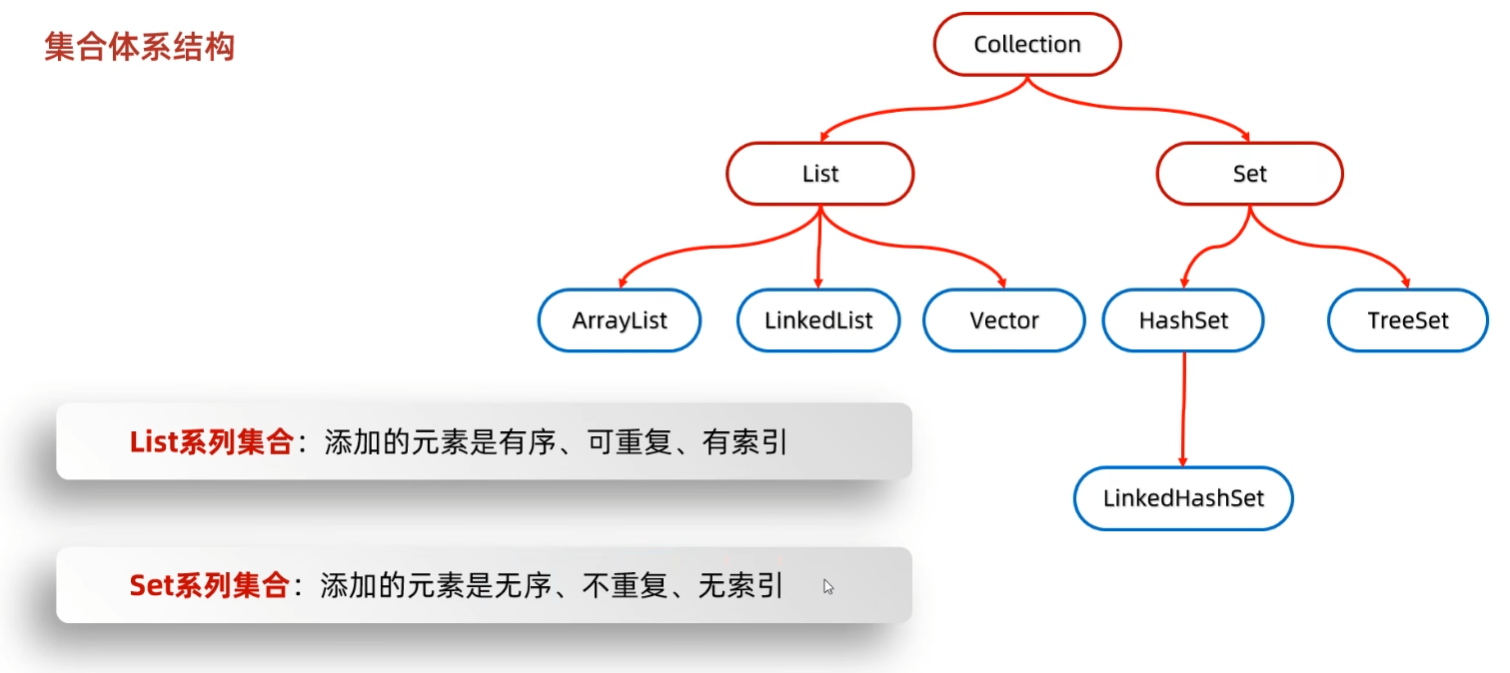 集合体系结构
Collection
List
Set
ArrayList
LinkedList
Vector
HashSet
TreeSet
LinkedHashSet
List系列集合：添加的元素是有序、可重复、有索引
Set系列集合：添加的元素是无序、不重复、无索引